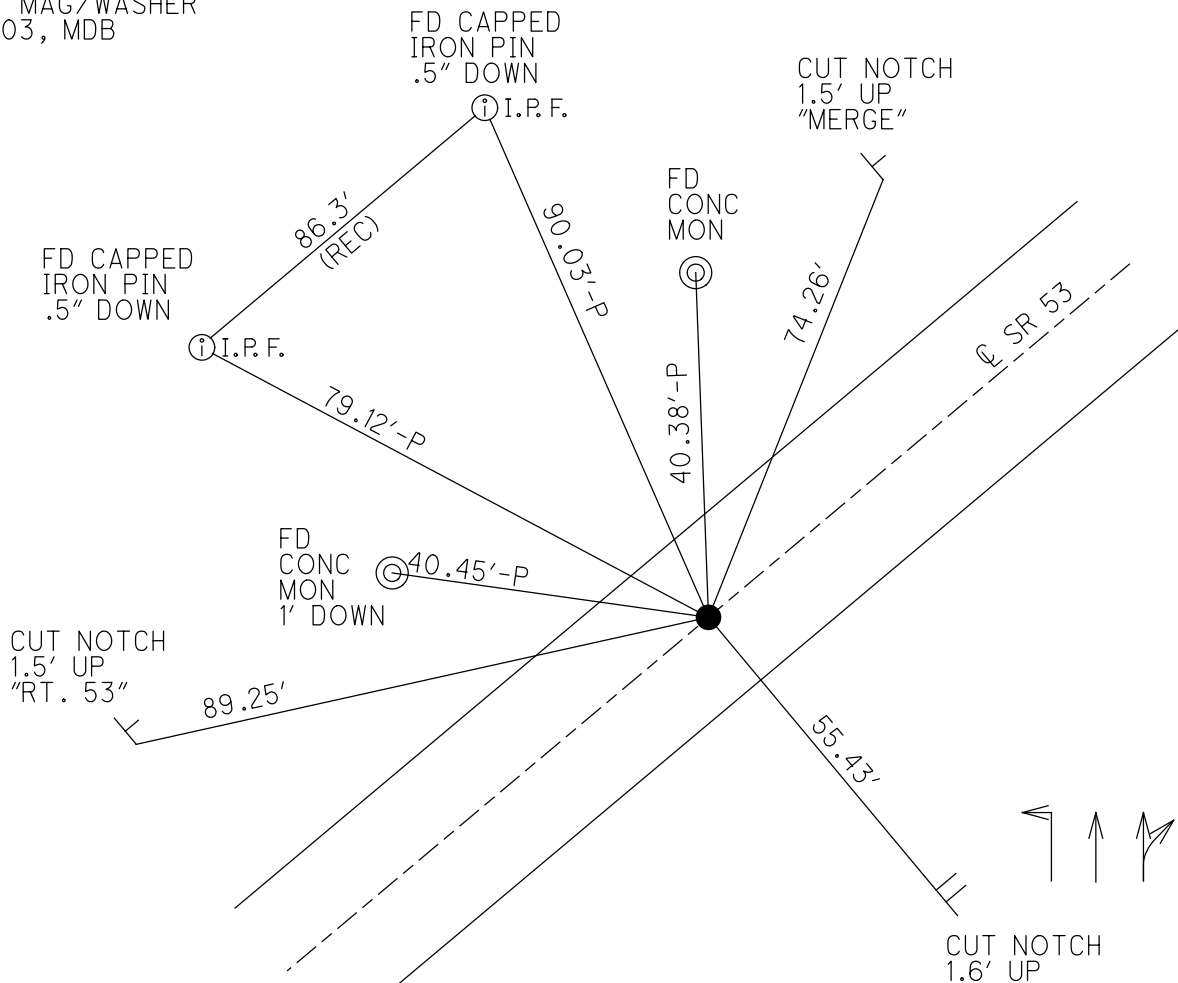 MAG/WASHER
03, MDB
FD CAPPED
IRON PIN
.5" DOWN
I.P.F.
CUT NOTCH
1.5' UP
"MERGE"
FD
CONC
MON
86.3'
(REC)
90.03'-P
74.26'
℄ SR 53
FD CAPPED
IRON PIN
.5" DOWN
I.P.F.
40.38'-P
79.12'-P
FD
CONC
MON
1' DOWN
40.45'-P
CUT NOTCH
1.5' UP
"RT. 53"
89.25'
55.43'
CUT NOTCH
1.6' UP